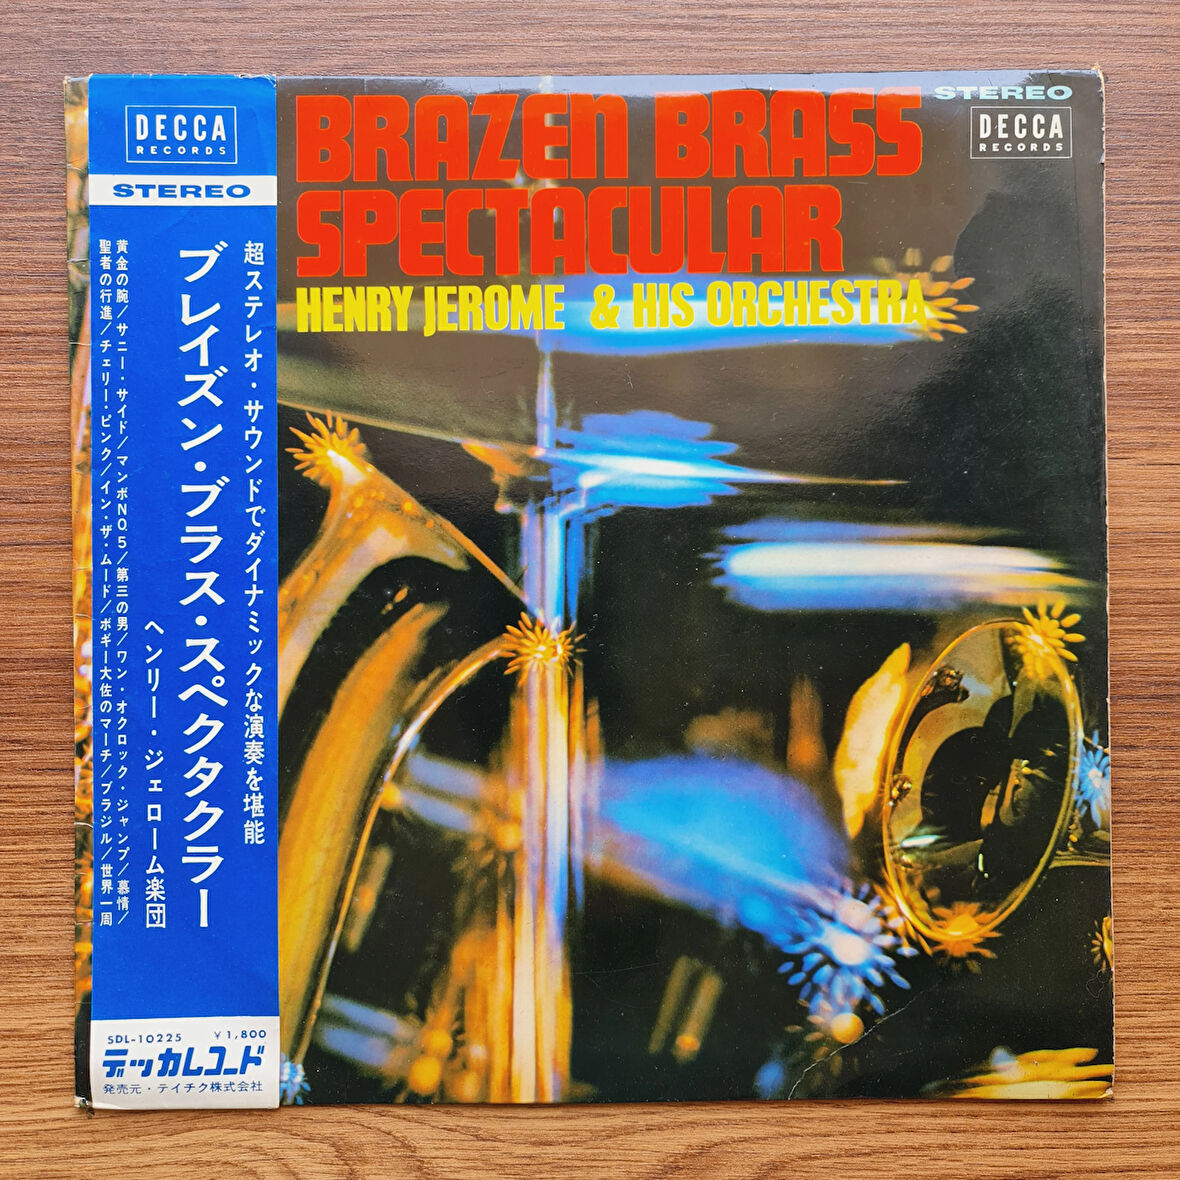 DECCA
RECORDS
STEREO
超ステレオ・サウンドでダイナミックな演奏を堪能
ブレイズン・ブラス・スペクタクラー
ヘンリー・ジェローム楽団
黄金の腕/サニー・サイド/マンボNO.5/第三の男/ワン・オクロック・ジャンプ/慕情/
聖者の行進/チェリー・ピンク/イン・ザ・ムード/ボギー大佐のマーチ/ブラジル/世界一周
SDL-10225 ¥1,800
デッカレコード
発売元・テイチク株式会社
BRAZEN BRASS
SPECTACULAR
HENRY JEROME & HIS ORCHESTRA
STEREO
DECCA
RECORDS